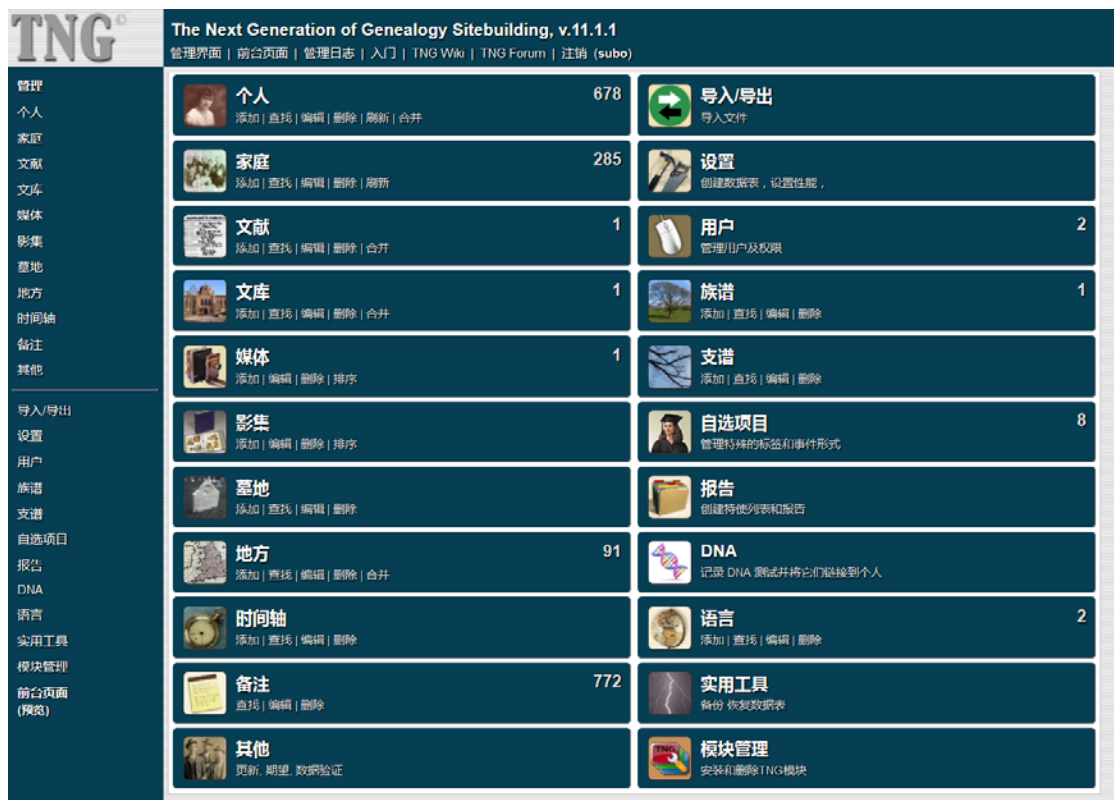 TNG©
The Next Generation of Genealogy Sitebuilding, v.11.1.1
管理界面 | 前台页面 | 管理日志 | 入门 | TNG Wiki | TNG Forum | 注销 (subo)
管理
个人
家庭
文献
文库
媒体
影集
墓地
地方
时间轴
备注
其他
导入/导出
设置
用户
族谱
支谱
自选项目
报告
DNA
语言
实用工具
模块管理
前台页面
(预览)
个人 678
添加 | 查找 | 编辑 | 删除 | 刷新 | 合并
家庭 285
添加 | 查找 | 编辑 | 删除 | 刷新
文献 1
添加 | 查找 | 编辑 | 删除 | 合并
文库 1
添加 | 查找 | 编辑 | 删除 | 合并
媒体 1
添加 | 编辑 | 删除 | 排序
影集
添加 | 编辑 | 删除 | 排序
墓地
添加 | 查找 | 编辑 | 删除
地方 91
添加 | 查找 | 编辑 | 删除 | 合并
时间轴
添加 | 查找 | 编辑 | 删除
备注 772
查找 | 编辑 | 删除
其他
更新, 期望, 数据验证
导入/导出
导入文件
设置
创建数据表，设置性能，
用户 2
管理用户及权限
族谱 1
添加 | 查找 | 编辑 | 删除
支谱
添加 | 查找 | 编辑 | 删除
自选项目 8
管理特殊的标签和事件形式
报告
创建特使列表和报告
DNA
记录 DNA 测试并将它们链接到个人
语言 2
添加 | 查找 | 编辑 | 删除
实用工具
备份 恢复数据表
TNG
模块管理
安装和删除TNG模块